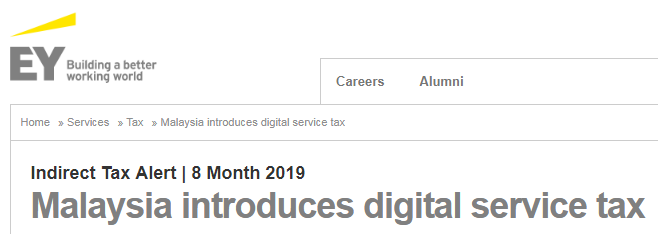 EY Building a better
working world
Careers Alumni
Home » Services » Tax » Malaysia introduces digital service tax
Indirect Tax Alert | 8 Month 2019
Malaysia introduces digital service tax